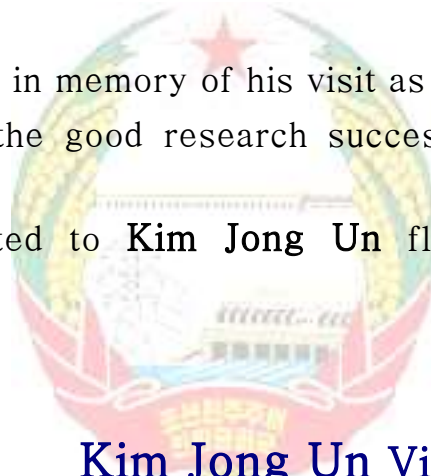 in memory of his visit as
the good research succes
ted to Kim Jong Un fl
Kim Jong Un Vi